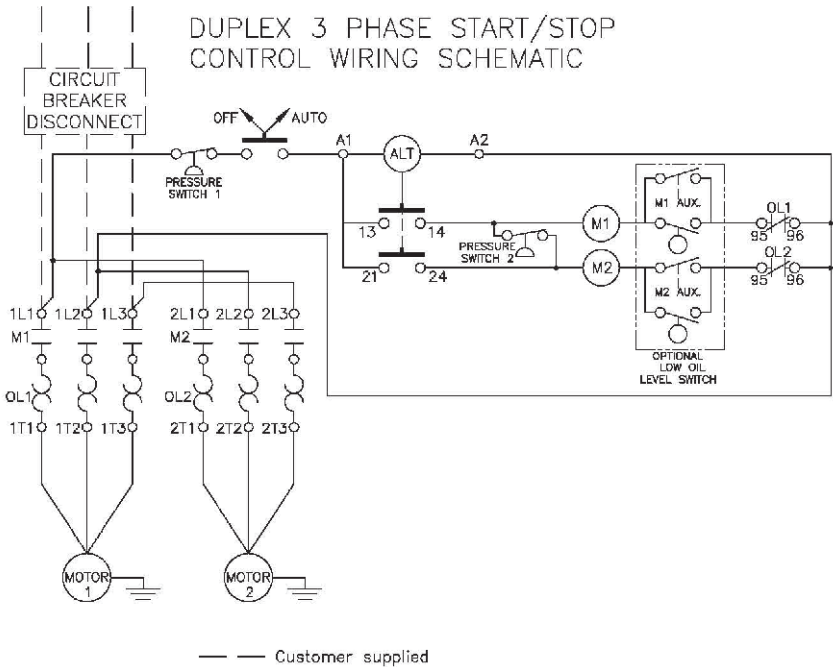 DUPLEX 3 PHASE START/STOP
CONTROL WIRING SCHEMATIC
CIRCUIT
BREAKER
DISCONNECT
OFF
AUTO
A1
ALT
A2
PRESSURE
SWITCH 1
13
14
PRESSURE
SWITCH 2
21
24
M1
M2
M1 AUX.
M2 AUX.
OL1
95
96
OL2
95
96
OPTIONAL
LOW OIL
LEVEL SWITCH
1L1
1L2
1L3
2L1
2L2
2L3
M1
M2
OL1
OL2
1T1
1T2
1T3
2T1
2T2
2T3
MOTOR
1
MOTOR
2
Customer supplied